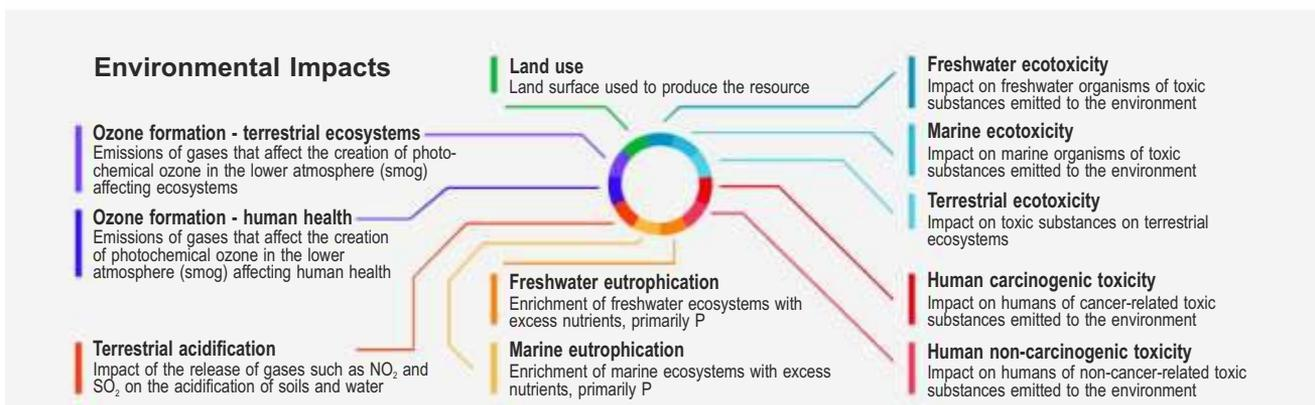 Environmental Impacts
Ozone formation - terrestrial ecosystems
Emissions of gases that affect the creation of photo-
chemical ozone in the lower atmosphere (smog)
affecting ecosystems
Ozone formation - human health
Emissions of gases that affect the creation
of photochemical ozone in the lower
atmosphere (smog) affecting human health
Terrestrial acidification
Impact of the release of gases such as NO₂ and
SO₂ on the acidification of soils and water
Land use
Land surface used to produce the resource
Freshwater eutrophication
Enrichment of freshwater ecosystems with
excess nutrients, primarily P
Marine eutrophication
Enrichment of marine ecosystems with excess
nutrients, primarily P
Freshwater ecotoxicity
Impact on freshwater organisms of toxic
substances emitted to the environment
Marine ecotoxicity
Impact on marine organisms of toxic
substances emitted to the environment
Terrestrial ecotoxicity
Impact on toxic substances on terrestrial
ecosystems
Human carcinogenic toxicity
Impact on humans of cancer-related toxic
substances emitted to the environment
Human non-carcinogenic toxicity
Impact on humans of non-cancer-related toxic
substances emitted to the environment